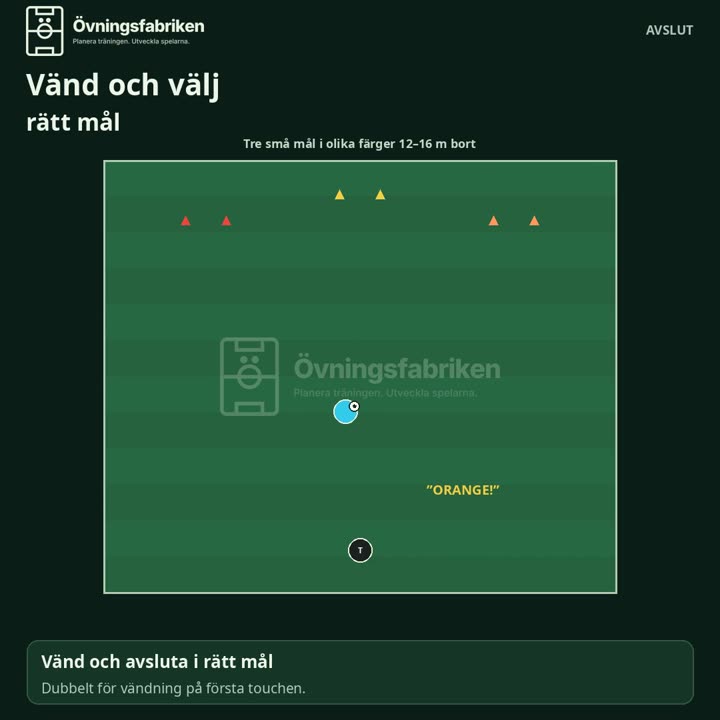 Övningsfabriken
Planera träningen. Utveckla spelarna.
AVSLUT
Vänd och välj
rätt mål
Tre små mål i olika färger 12–16 m bort
Övningsfabriken
Planera träningen. Utveckla spelarna.
”ORANGE!”
T
Vänd och avsluta i rätt mål
Dubbelt för vändning på första touchen.